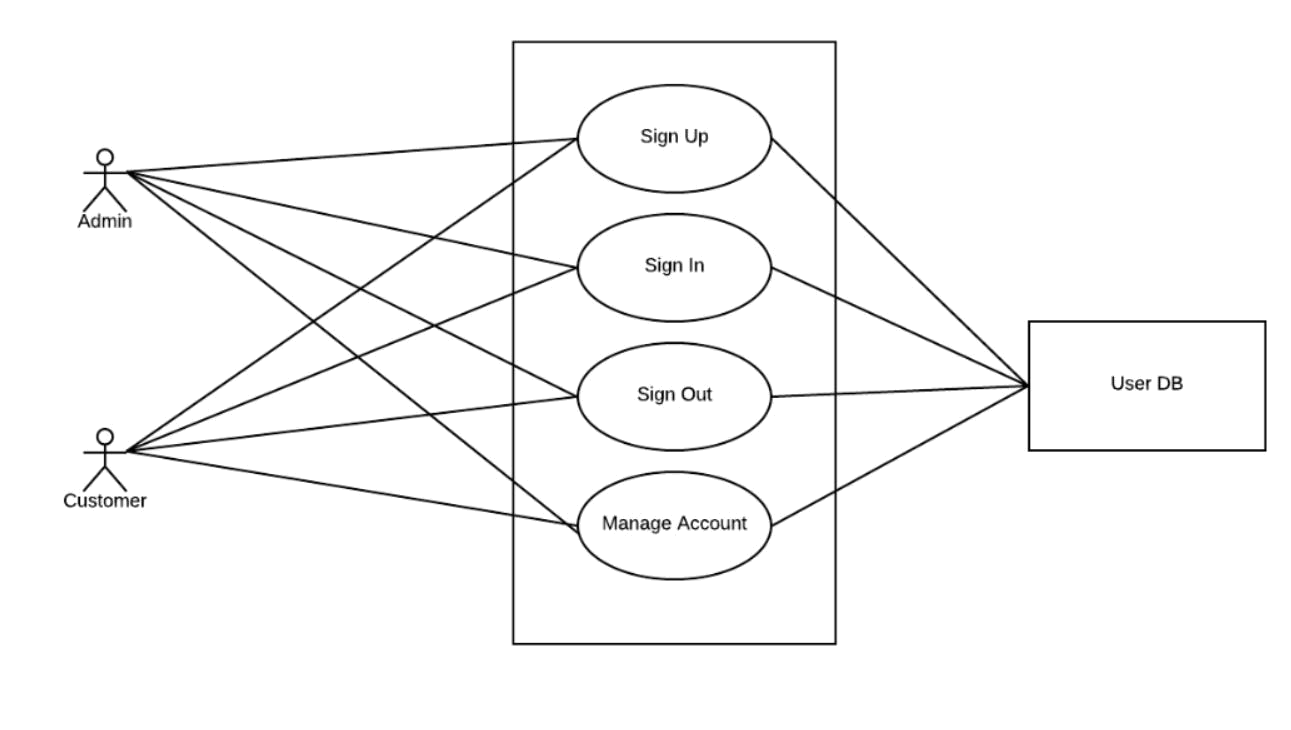 Sign Up
Admin
Sign In
User DB
Sign Out
Customer
Manage Account